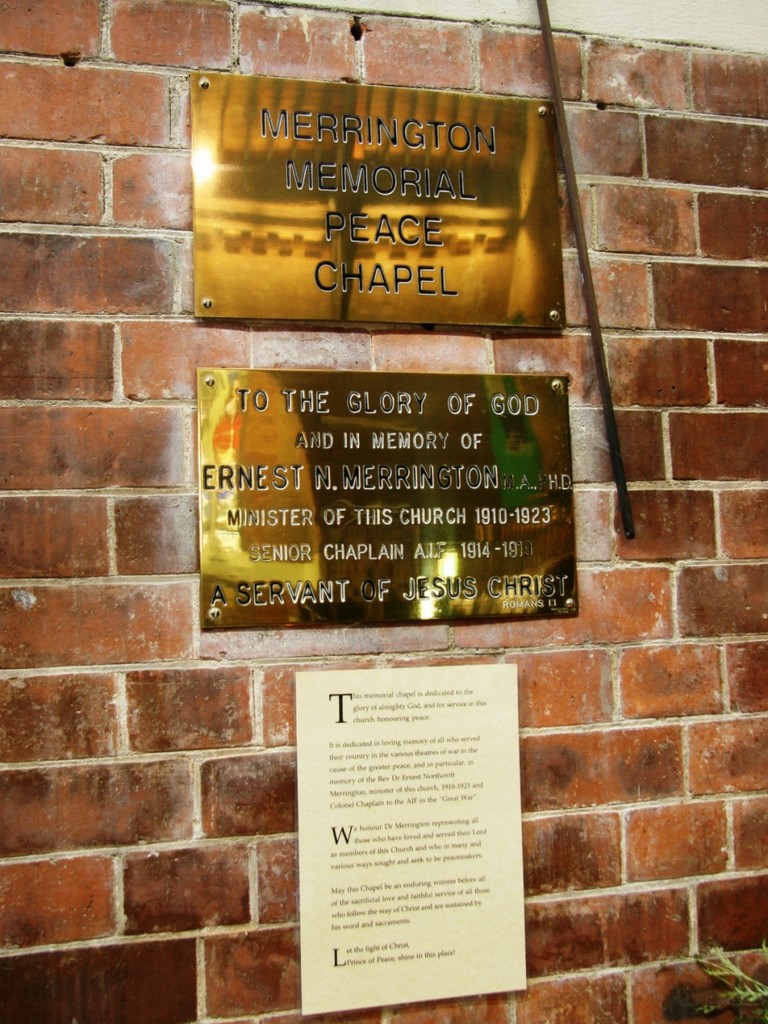 MERRINGTON
MEMORIAL
PEACE
CHAPEL
TO THE GLORY OF GOD
AND IN MEMORY OF
ERNEST N. MERRINGTON M.A., PH.D.
MINISTER OF THIS CHURCH 1910-1923
SENIOR CHAPLAIN A.I.F 1914-1919
A SERVANT OF JESUS CHRIST
ROMANS 1:1
This memorial chapel is dedicated to the
glory of almighty God, and for service in this
church honouring peace.
It is dedicated in loving memory of all who served
their country in the various theatres of war in the
cause of the greater peace, and in particular, in
memory of the Rev Dr Ernest Northcroft
Merrington, minister of this church, 1910-1923 and
Colonel Chaplain to the AIF in the "Great War".
We honour Dr Merrington representing all
those who have loved and served their Lord
as members of this Church and who in many and
various ways sought and seek to be peacemakers.
May this Chapel be an enduring witness before all
of the sacrificial love and faithful service of all those
who follow the way of Christ and are sustained by
his word and sacraments.
Let the light of Christ,
Prince of Peace, shine in this place!